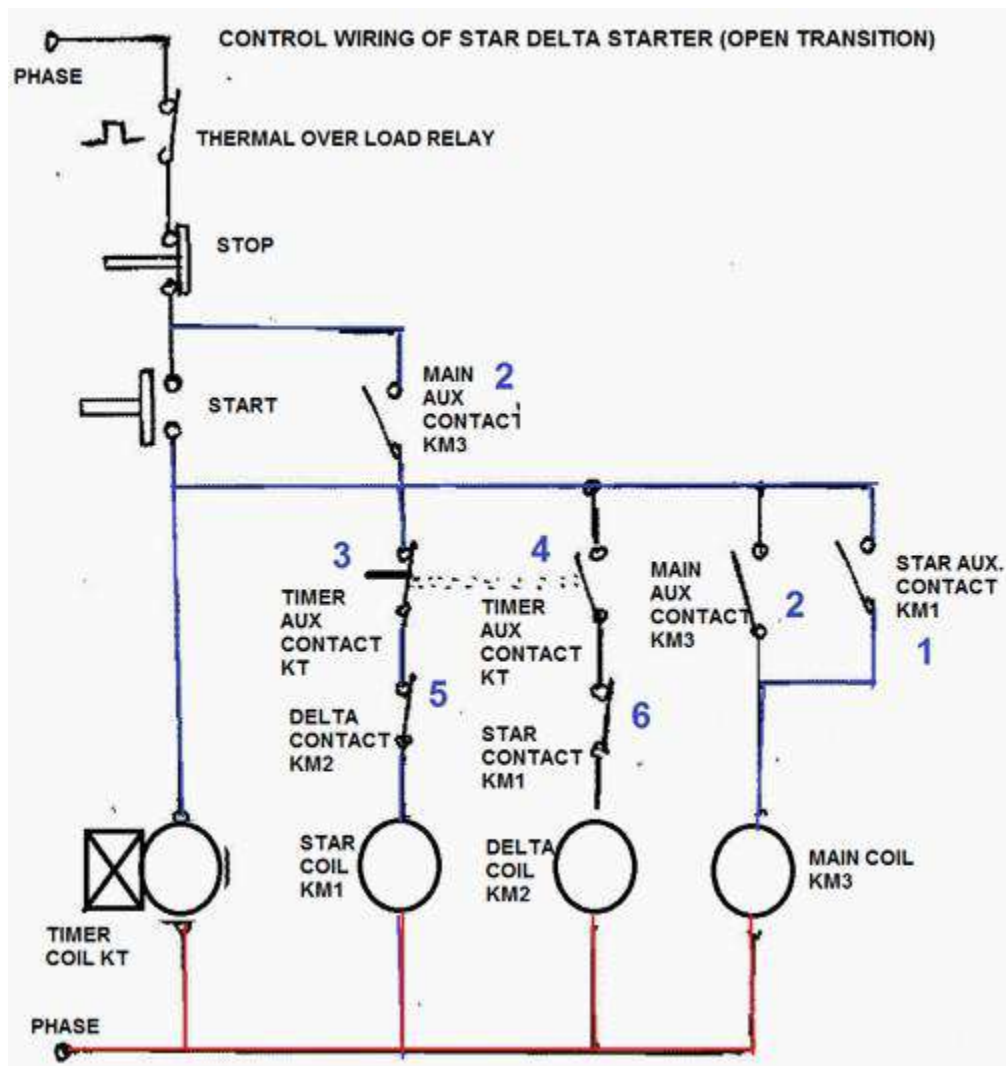 CONTROL WIRING OF STAR DELTA STARTER (OPEN TRANSITION)
PHASE
THERMAL OVER LOAD RELAY
STOP
START
MAIN
AUX
CONTACT
KM3
2
3
TIMER
AUX
CONTACT
KT
4
TIMER
AUX
CONTACT
KT
MAIN
AUX
CONTACT
KM3
2
STAR AUX.
CONTACT
KM1
1
5
DELTA
CONTACT
KM2
6
STAR
CONTACT
KM1
TIMER
COIL KT
STAR
COIL
KM1
DELTA
COIL
KM2
MAIN COIL
KM3
PHASE